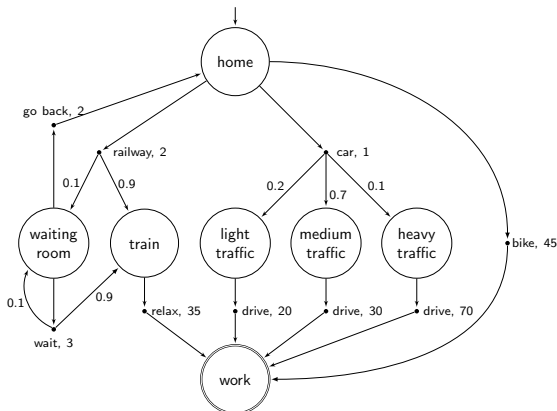 home
go back, 2
railway, 2
car, 1
0.1
0.9
0.2
0.7
0.1
waiting
room
train
light
traffic
medium
traffic
heavy
traffic
bike, 45
0.1
0.9
relax, 35
drive, 20
drive, 30
drive, 70
wait, 3
work